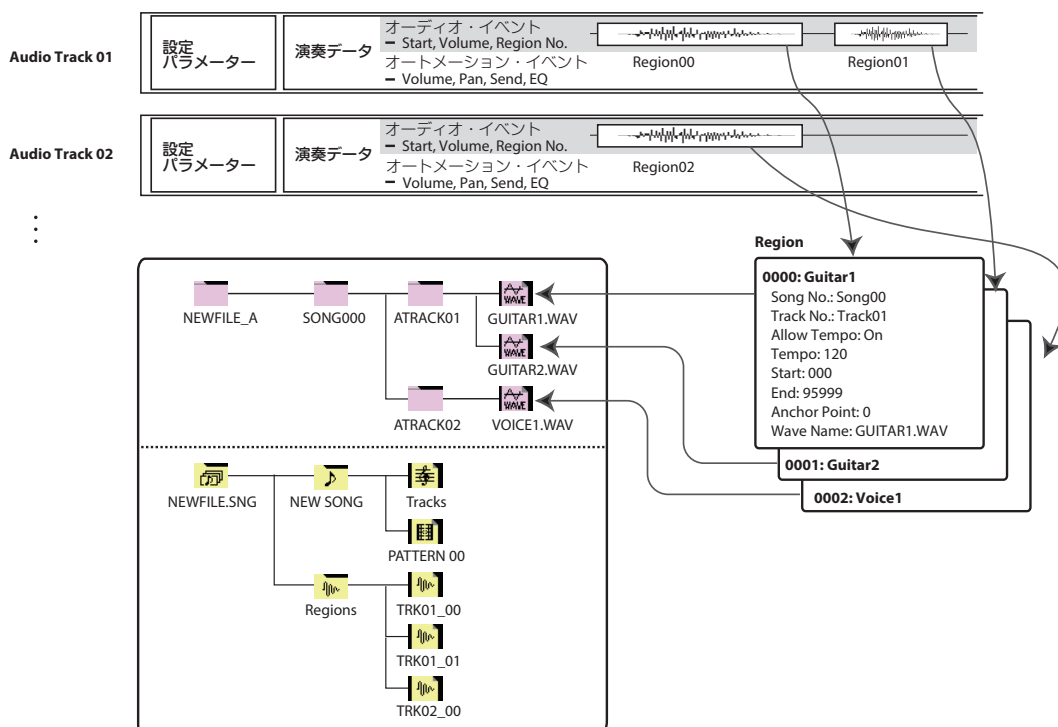 Audio Track 01
設定
パラメーター
演奏データ
オーディオ・イベント
– Start, Volume, Region No.
オートメーション・イベント
– Volume, Pan, Send, EQ
Region00
Region01
Audio Track 02
設定
パラメーター
演奏データ
オーディオ・イベント
– Start, Volume, Region No.
オートメーション・イベント
– Volume, Pan, Send, EQ
Region02
Region
0000: Guitar1
Song No.: Song00
Track No.: Track01
Allow Tempo: On
Tempo: 120
Start: 000
End: 95999
Anchor Point: 0
Wave Name: GUITAR1.WAV
0001: Guitar2
0002: Voice1
NEWFILE_A
SONG000
ATRACK01
WAVE
GUITAR1.WAV
WAVE
GUITAR2.WAV
ATRACK02
WAVE
VOICE1.WAV
NEWFILE.SNG
NEW SONG
Tracks
PATTERN 00
Regions
TRK01_00
TRK01_01
TRK02_00